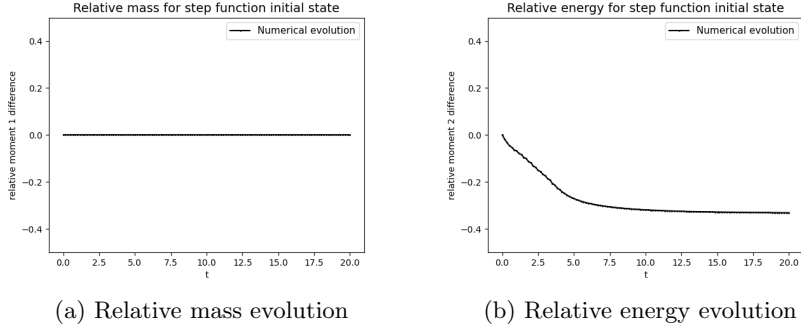 Relative mass for step function initial state
Numerical evolution
relative moment 1 difference
0.4
0.2
0.0
−0.2
−0.4
0.0 2.5 5.0 7.5 10.0 12.5 15.0 17.5 20.0
t
(a) Relative mass evolution
Relative energy for step function initial state
Numerical evolution
relative moment 2 difference
0.4
0.2
0.0
−0.2
−0.4
0.0 2.5 5.0 7.5 10.0 12.5 15.0 17.5 20.0
t
(b) Relative energy evolution